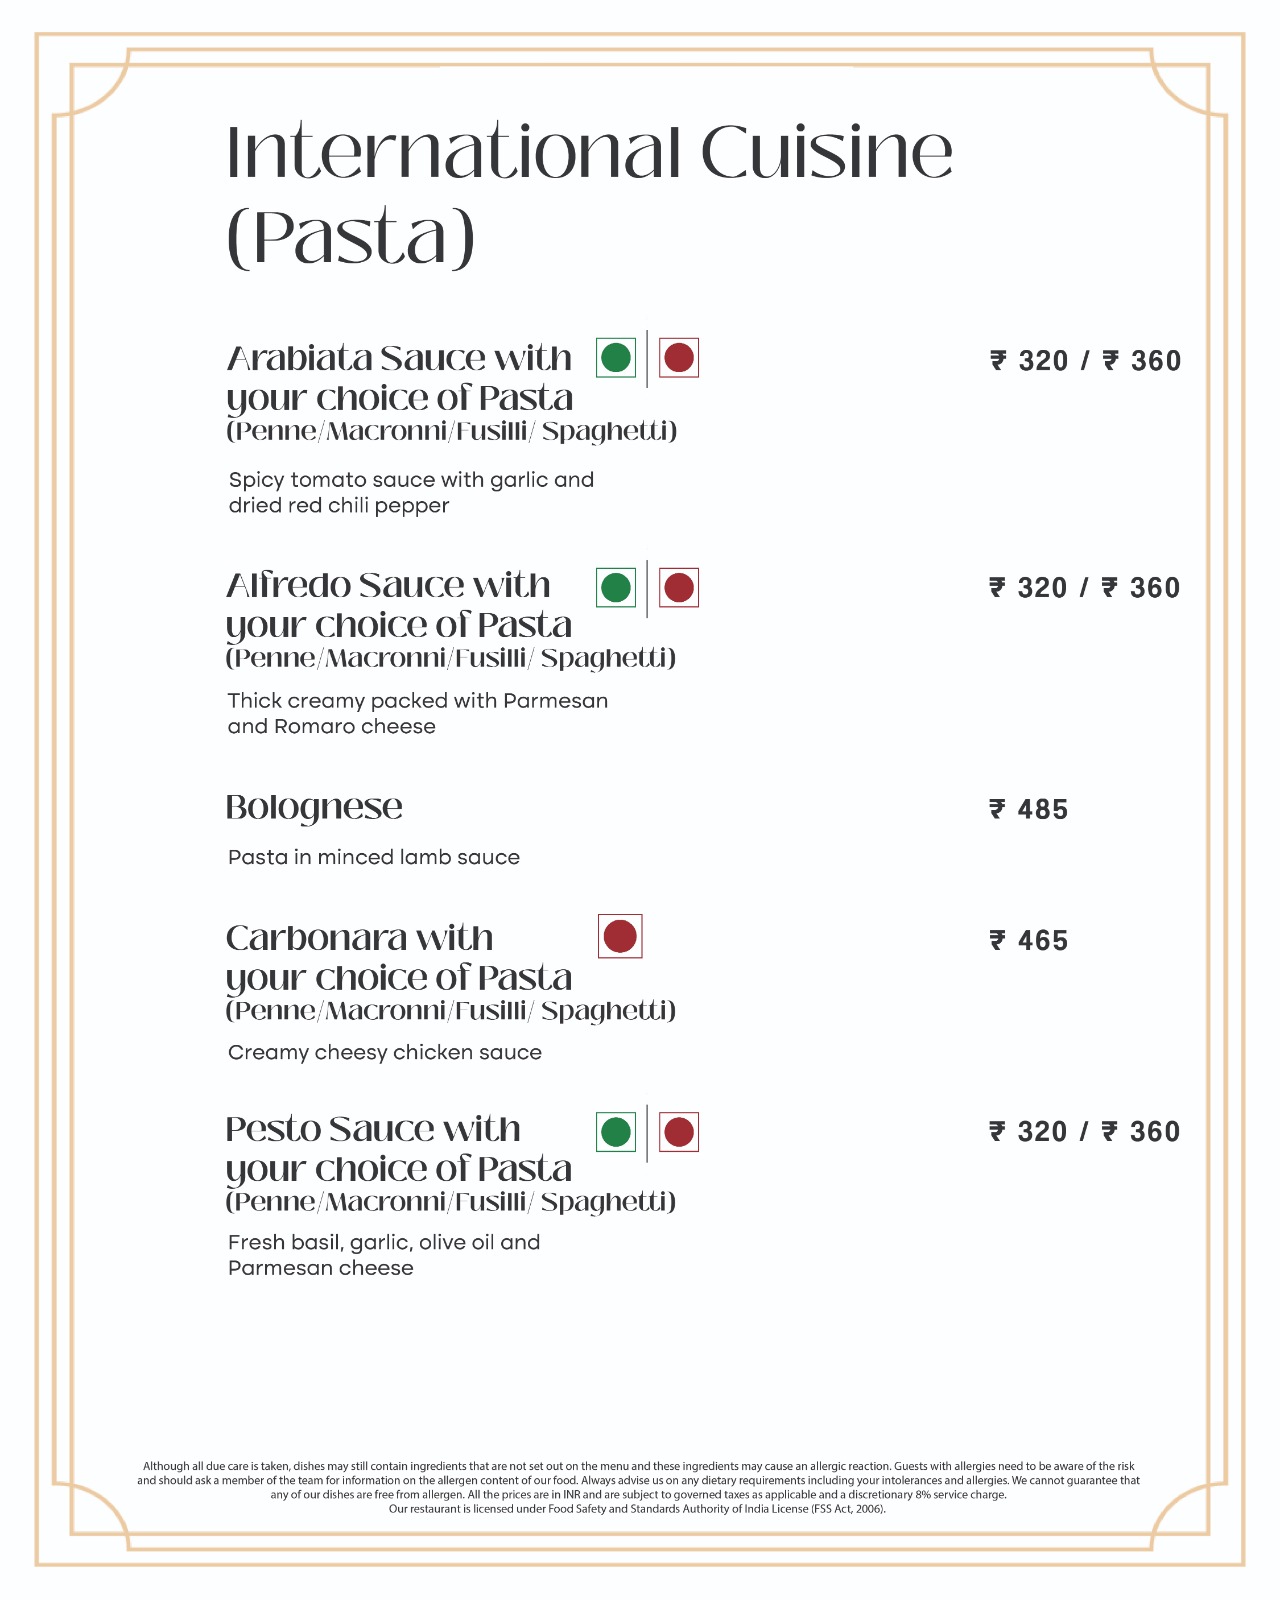 International Cuisine
(Pasta)
Arabiata Sauce with
your choice of Pasta
(Penne/Macronni/Fusilli/ Spaghetti)
₹ 320 / ₹ 360
Spicy tomato sauce with garlic and
dried red chili pepper
Alfredo Sauce with
your choice of Pasta
(Penne/Macronni/Fusilli/ Spaghetti)
₹ 320 / ₹ 360
Thick creamy packed with Parmesan
and Romaro cheese
Bolognese
₹ 485
Pasta in minced lamb sauce
Carbonara with
your choice of Pasta
(Penne/Macronni/Fusilli/ Spaghetti)
₹ 465
Creamy cheesy chicken sauce
Pesto Sauce with
your choice of Pasta
(Penne/Macronni/Fusilli/ Spaghetti)
₹ 320 / ₹ 360
Fresh basil, garlic, olive oil and
Parmesan cheese
Although all due care is taken, dishes may still contain ingredients that are not set out on the menu and these ingredients may cause an allergic reaction. Guests with allergies need to be aware of the risk
and should ask a member of the team for information on the allergen content of our food. Always advise us on any dietary requirements including your intolerances and allergies. We cannot guarantee that
any of our dishes are free from allergen. All the prices are in INR and are subject to governed taxes as applicable and a discretionary 8% service charge.
Our restaurant is licensed under Food Safety and Standards Authority of India License (FSS Act, 2006).